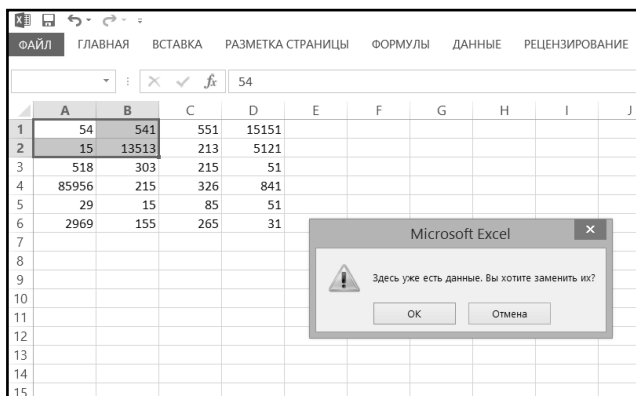 ФАЙЛ ГЛАВНАЯ ВСТАВКА РАЗМЕТКА СТРАНИЦЫ ФОРМУЛЫ ДАННЫЕ РЕЦЕНЗИРОВАНИЕ
fx 54
A B C D E F G H I J
1 54 541 551 15151
2 15 13513 213 5121
3 518 303 215 51
4 85956 215 326 841
5 29 15 85 51
6 2969 155 265 31
7
Microsoft Excel
8
9 Здесь уже есть данные. Вы хотите заменить их?
10
11 ОК Отмена
12
13
14
15